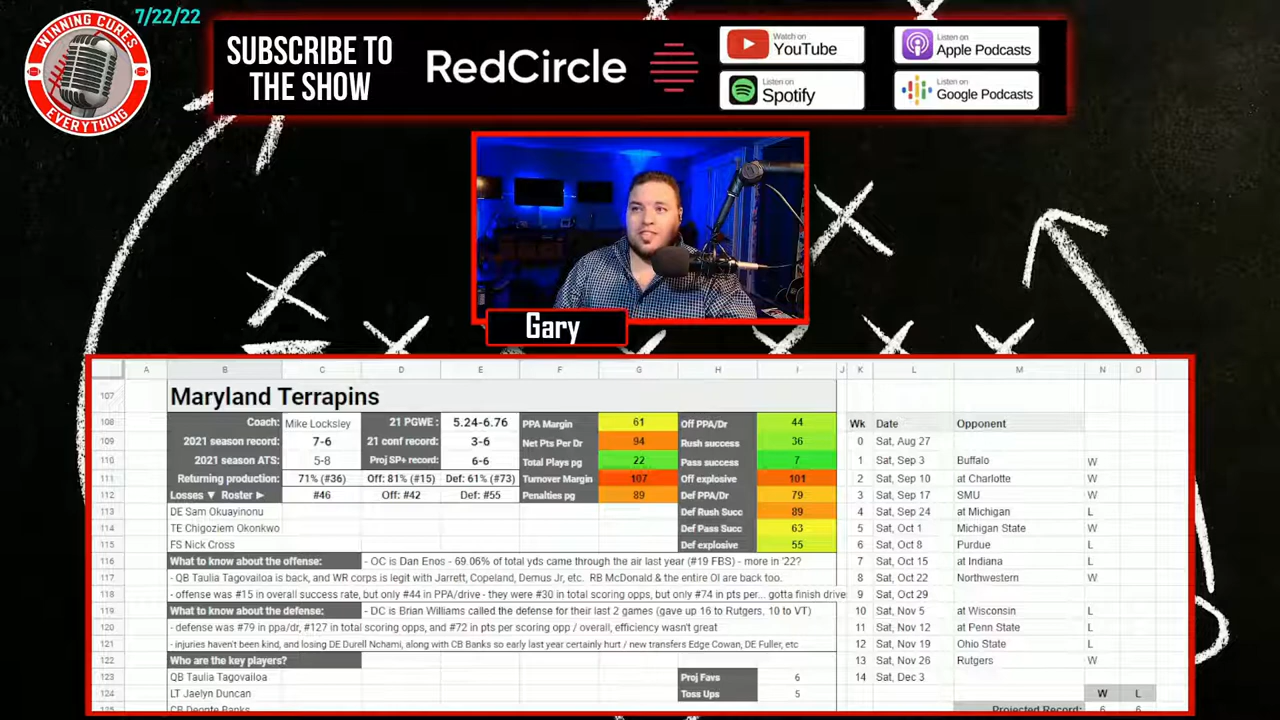 7/22/22
WINNING CURES
EVERYTHING
SUBSCRIBE TO
THE SHOW
RedCircle
Watch on
YouTube
Listen on
Spotify
Listen on
Apple Podcasts
Listen on
Google Podcasts
Gary
A B C D E F G H I J K L M N O
107 Maryland Terrapins
108 Coach: Mike Locksley 21 PGWE: 5.24-6.76 PPA Margin 61 Off PPA/Dr 44 Wk Date Opponent
109 2021 season record: 7-6 21 conf record: 3-6 Net Pts Per Dr 94 Rush success 36 0 Sat, Aug 27
110 2021 season ATS: 5-8 Proj SP+ record: 6-6 Total Plays pg 22 Pass success 7 1 Sat, Sep 3 Buffalo W
111 Returning production: 71% (#36) Off: 81% (#15) Def: 61% (#73) Turnover Margin 107 Off explosive 101 2 Sat, Sep 10 at Charlotte W
112 Losses ▼ Roster ► #46 Off: #42 Def: #55 Penalties pg 89 Def PPA/Dr 79 3 Sat, Sep 17 SMU W
113 DE Sam Okuayinonu Def Rush Succ 89 4 Sat, Sep 24 at Michigan L
114 TE Chigoziem Okonkwo Def Pass Succ 63 5 Sat, Oct 1 Michigan State W
115 FS Nick Cross Def explosive 55 6 Sat, Oct 8 Purdue L
116 What to know about the offense: - OC is Dan Enos - 69.06% of total yds came through the air last year (#19 FBS) - more in '22? 7 Sat, Oct 15 at Indiana L
117 - QB Taulia Tagovailoa is back, and WR corps is legit with Jarrett, Copeland, Demus Jr, etc. RB McDonald & the entire Ol are back too. 8 Sat, Oct 22 Northwestern W
118 - offense was #15 in overall success rate, but only #44 in PPA/drive - they were #30 in total scoring opps, but only #74 in pts per... gotta finish drive 9 Sat, Oct 29
119 What to know about the defense: - DC is Brian Williams called the defense for their last 2 games (gave up 16 to Rutgers, 10 to VT) 10 Sat, Nov 5 at Wisconsin L
120 - defense was #79 in ppa/dr, #127 in total scoring opps, and #72 in pts per scoring opp / overall, efficiency wasn't great 11 Sat, Nov 12 at Penn State L
121 - injuries haven't been kind, and losing DE Durell Nchami, along with CB Banks so early last year certainly hurt / new transfers Edge Cowan, DE Fuller, etc 12 Sat, Nov 19 Ohio State L
122 Who are the key players? 13 Sat, Nov 26 Rutgers W
123 QB Taulia Tagovailoa Proj Favs 6 14 Sat, Dec 3
124 LT Jaelyn Duncan Toss Ups 5 W L
CB Deonte Banks Projected Record: 6 6